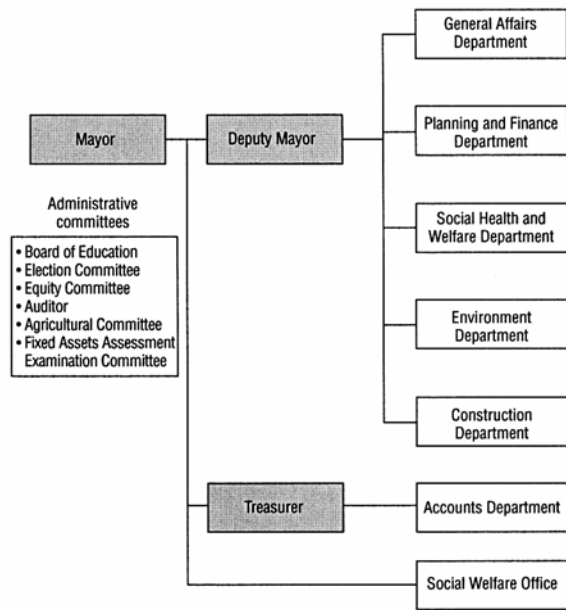 General Affairs
Department
Mayor
Deputy Mayor
Planning and Finance
Department
Administrative
committees
• Board of Education
• Election Committee
• Equity Committee
• Auditor
• Agricultural Committee
• Fixed Assets Assessment
Examination Committee
Social Health and
Welfare Department
Environment
Department
Construction
Department
Treasurer
Accounts Department
Social Welfare Office